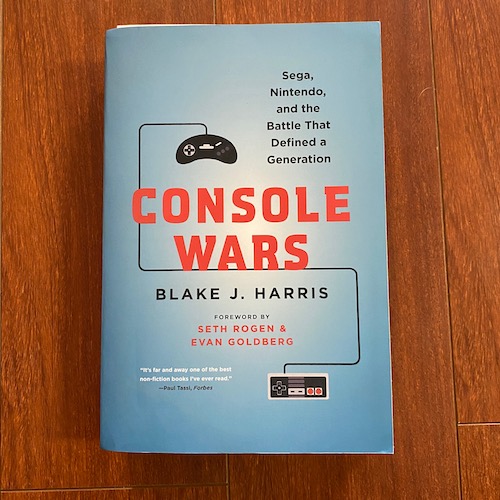 Sega,
Nintendo,
and the
Battle That
Defined a
Generation
CONSOLE
WARS
BLAKE J. HARRIS
FOREWORD BY
SETH ROGEN &
EVAN GOLDBERG
"It's far and away one of the best
non-fiction books I've ever read."
—Paul Tassi, Forbes